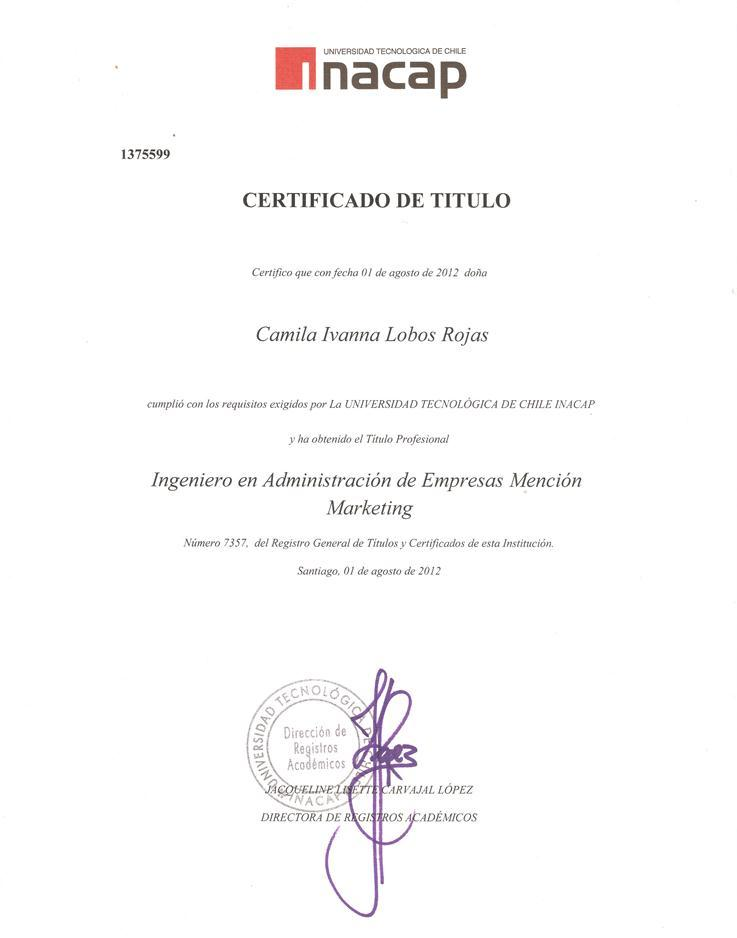 UNIVERSIDAD TECNOLOGICA DE CHILE
inacap
1375599
CERTIFICADO DE TITULO
Certifico que con fecha 01 de agosto de 2012 doña
Camila Ivanna Lobos Rojas
cumplió con los requisitos exigidos por La UNIVERSIDAD TECNOLÓGICA DE CHILE INACAP
y ha obtenido el Título Profesional
Ingeniero en Administración de Empresas Mención
Marketing
Número 7357, del Registro General de Títulos y Certificados de esta Institución.
Santiago, 01 de agosto de 2012
UNIVERSIDAD TECNOLÓGICA DE
INACAP
Dirección de
Registros
Académicos
JACQUELINE LISETTE CARVAJAL LÓPEZ
DIRECTORA DE REGISTROS ACADÉMICOS